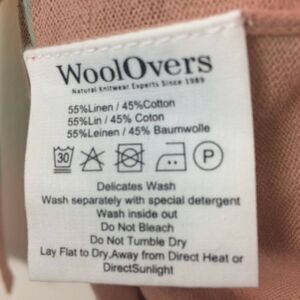 WoolOvers
Natural Knitwear Experts Since 1989
55%Linen / 45%Cotton
55%Lin / 45% Coton
55%Leinen / 45% Baumwolle
30 P
Delicates Wash
Wash separately with special detergent
Wash inside out
Do Not Bleach
Do Not Tumble Dry
Lay Flat to Dry,Away from Direct Heat or
DirectSunlight